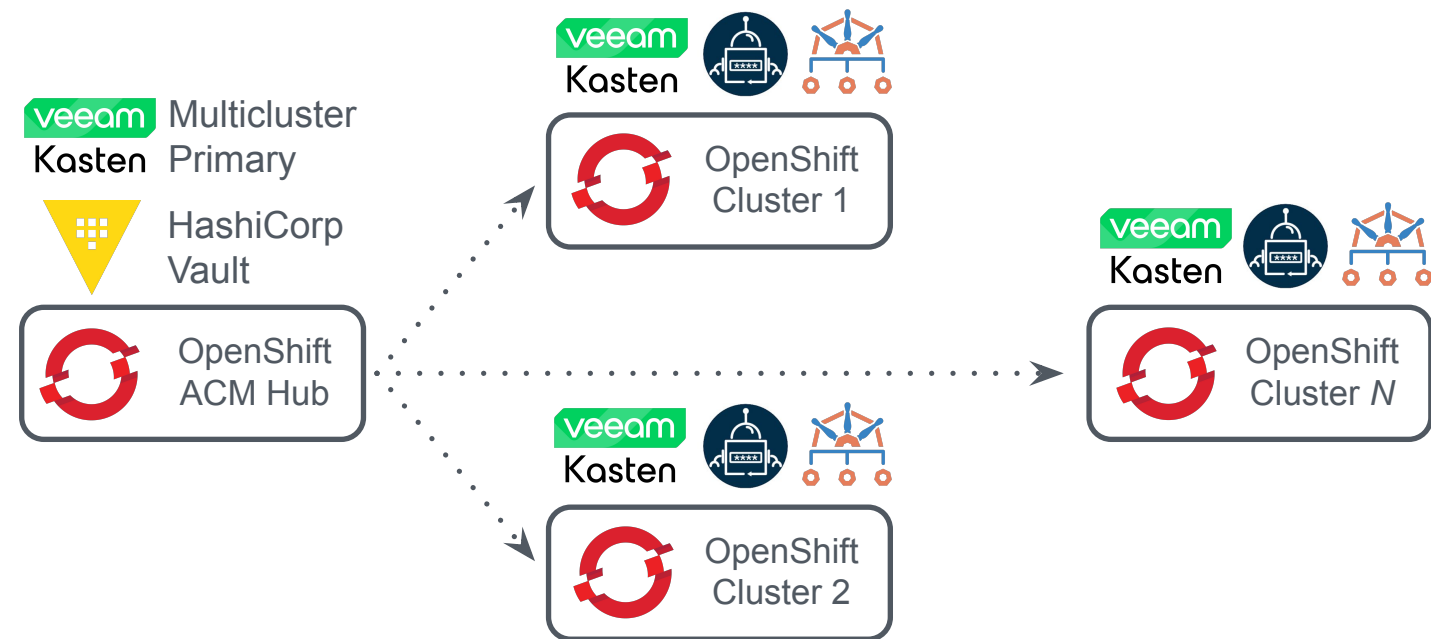 veeam
Kasten
Multicluster
Primary
HashiCorp
Vault
OpenShift
ACM Hub
veeam
Kasten
****
OpenShift
Cluster 1
veeam
Kasten
****
OpenShift
Cluster 2
veeam
Kasten
****
OpenShift
Cluster N